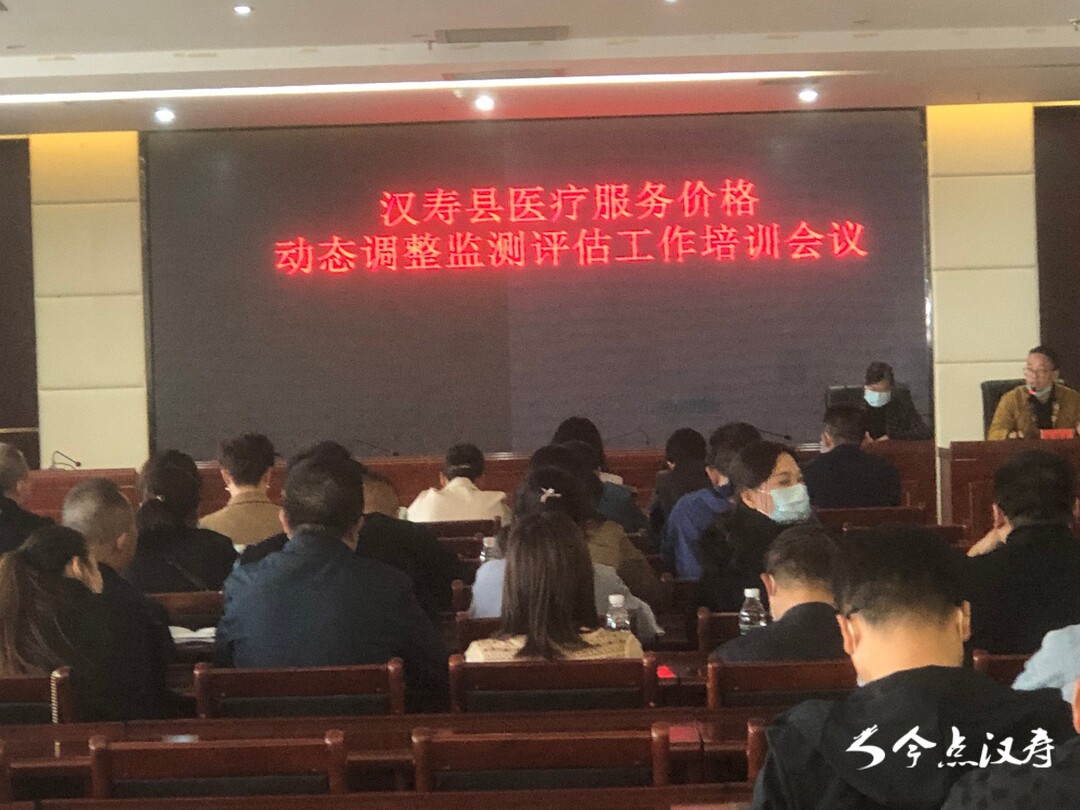 汉寿县医疗服务价格
动态调整监测评估工作培训会议
今点汉寿